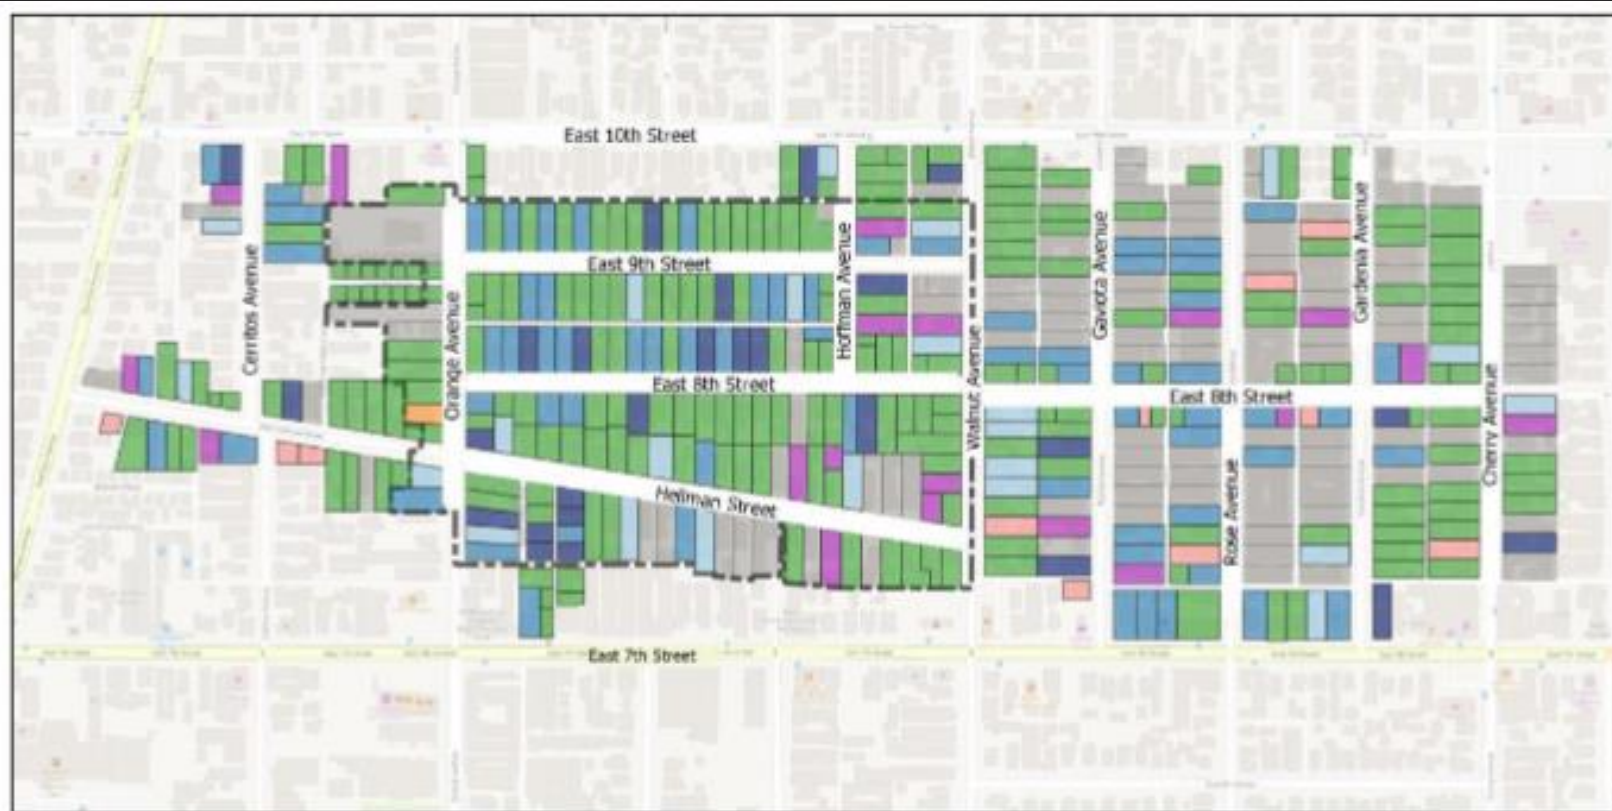 East 10th Street
East 9th Street
East 8th Street
East 8th Street
Hellman Street
East 7th Street
Cerritos Avenue
Orange Avenue
Hoffman Avenue
Walnut Avenue
Gaviota Avenue
Rose Avenue
Gardenia Avenue
Cherry Avenue